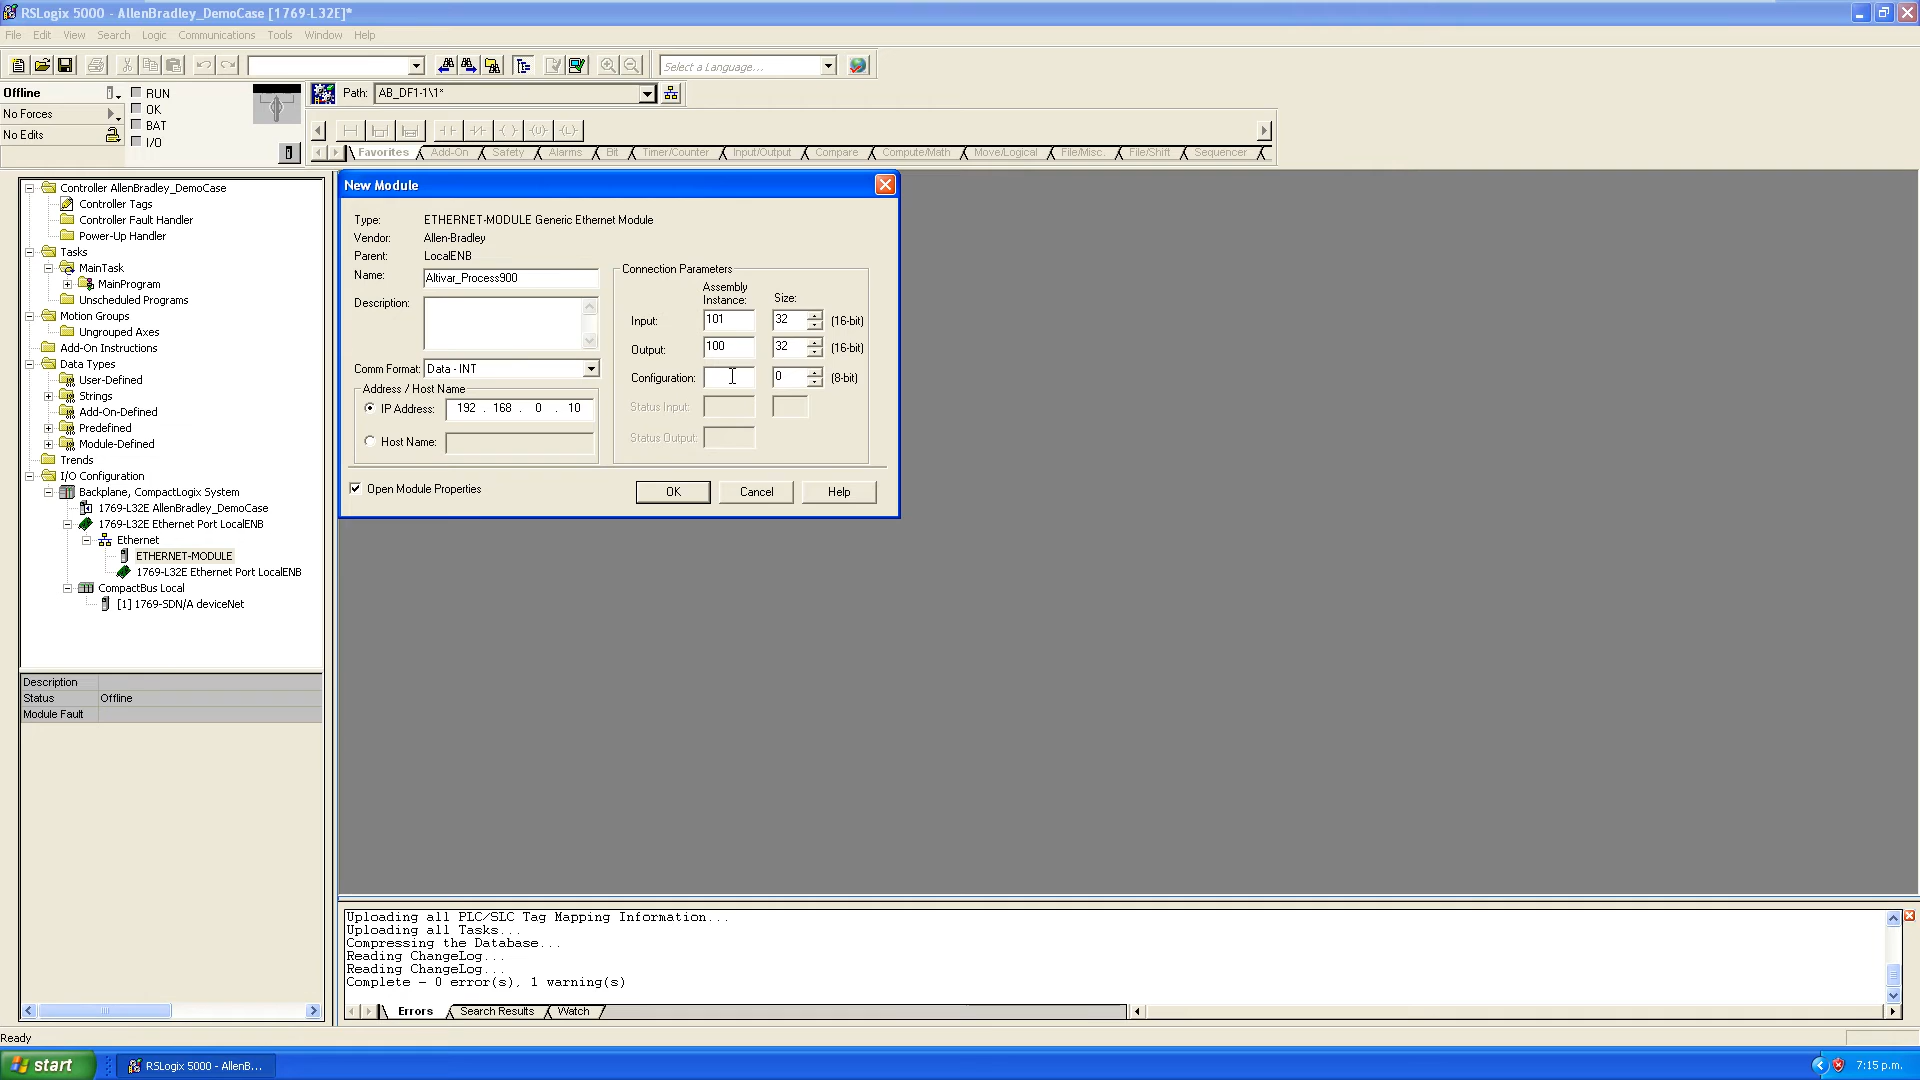 RSLogix 5000 - AllenBradley_DemoCase [1769-L32E]*
File Edit View Search Logic Communications Tools Window Help
Select a Language...
Offline
No Forces
No Edits
RUN
OK
BAT
I/O
Path: AB_DF1-1\1*
Favorites Add-On Safety Alarms Bit Timer/Counter Input/Output Compare Compute/Math Move/Logical File/Misc. File/Shift Sequencer
Controller AllenBradley_DemoCase
Controller Tags
Controller Fault Handler
Power-Up Handler
Tasks
MainTask
MainProgram
Unscheduled Programs
Motion Groups
Ungrouped Axes
Add-On Instructions
Data Types
User-Defined
Strings
Add-On-Defined
Predefined
Module-Defined
Trends
I/O Configuration
Backplane, CompactLogix System
1769-L32E AllenBradley_DemoCase
1769-L32E Ethernet Port LocalENB
Ethernet
ETHERNET-MODULE
1769-L32E Ethernet Port LocalENB
CompactBus Local
[1] 1769-SDN/A deviceNet
Description
Status Offline
Module Fault
New Module
Type: ETHERNET-MODULE Generic Ethernet Module
Vendor: Allen-Bradley
Parent: LocalENB
Name: Altivar_Process900
Description:
Comm Format: Data - INT
Address / Host Name
IP Address: 192 . 168 . 0 . 10
Host Name:
Connection Parameters
Assembly Instance: Size:
Input: 101 32 (16-bit)
Output: 100 32 (16-bit)
Configuration: 0 (8-bit)
Status Input:
Status Output:
Open Module Properties
OK Cancel Help
Uploading all PLC/SLC Tag Mapping Information...
Uploading all Tasks...
Compressing the Database...
Reading ChangeLog...
Reading ChangeLog...
Complete - 0 error(s), 1 warning(s)
Errors Search Results Watch
Ready
start RSLogix 5000 - AllenB... 7:15 p.m.